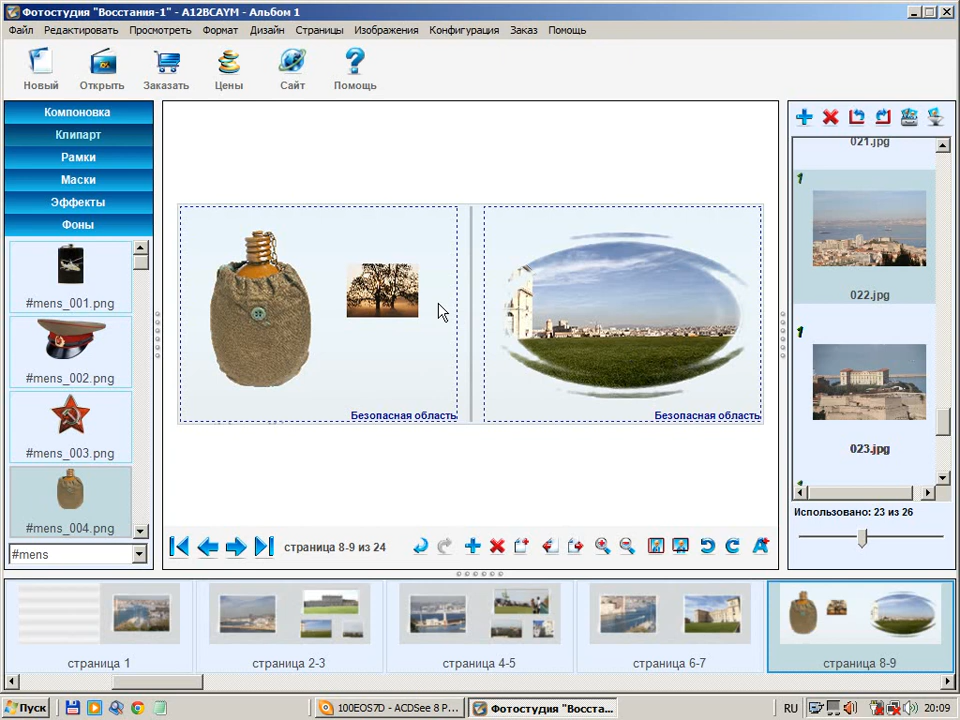 Фотостудия "Восстания-1" - A12BCAYM - Альбом 1
Файл Редактировать Просмотреть Формат Дизайн Страницы Изображения Конфигурация Заказ Помощь
Новый Открыть Заказать Цены Сайт Помощь
Компоновка
Клипарт
Рамки
Маски
Эффекты
Фоны
#mens_001.png
#mens_002.png
#mens_003.png
#mens_004.png
#mens
Безопасная область Безопасная область
страница 8-9 из 24
021.jpg
1
022.jpg
1
023.jpg
Использовано: 23 из 26
страница 1 страница 2-3 страница 4-5 страница 6-7 страница 8-9
Пуск 100EOS7D - ACDSee 8 P... Фотостудия "Восста... RU 20:09